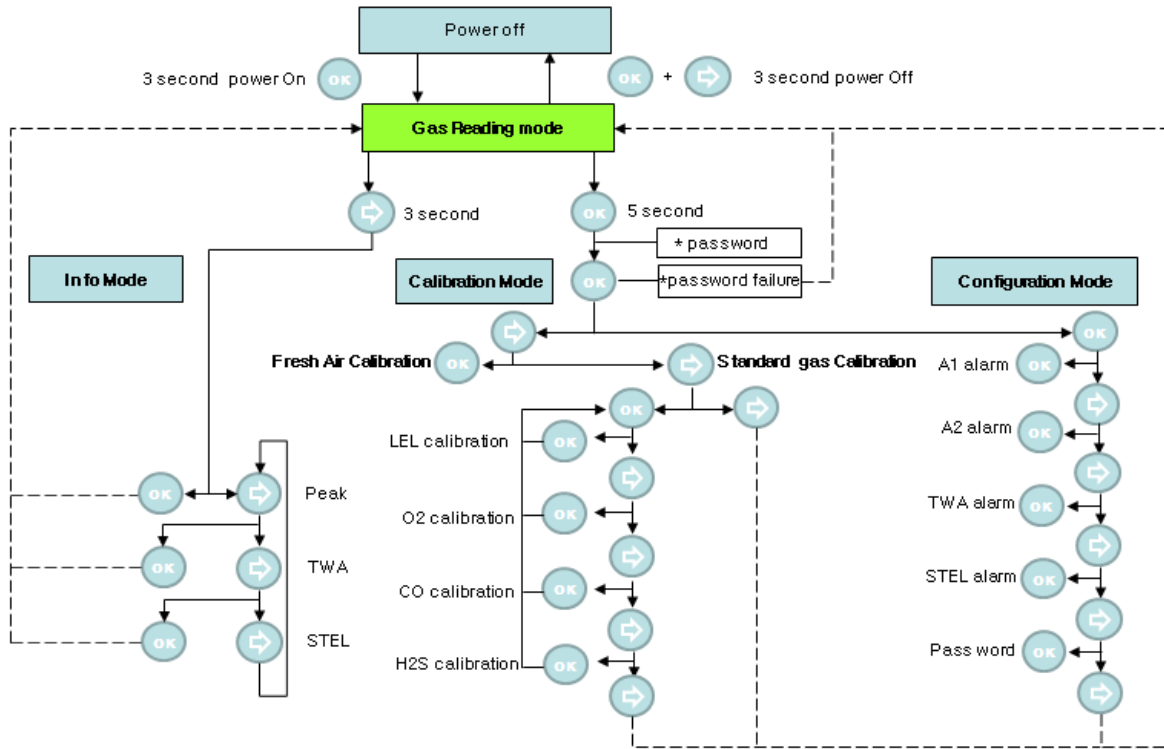 Power off
3 second power On
OK
OK
+
3 second power Off
Gas Reading mode
3 second
OK
5 second
* password
Info Mode
Calibration Mode
OK
*password failure
Configuration Mode
OK
Fresh Air Calibration
OK
Standard gas Calibration
A1 alarm
OK
OK
LEL calibration
OK
A2 alarm
OK
OK
Peak
O2 calibration
OK
TWA alarm
OK
OK
TWA
CO calibration
OK
STEL alarm
OK
OK
STEL
H2S calibration
OK
Pass word
OK